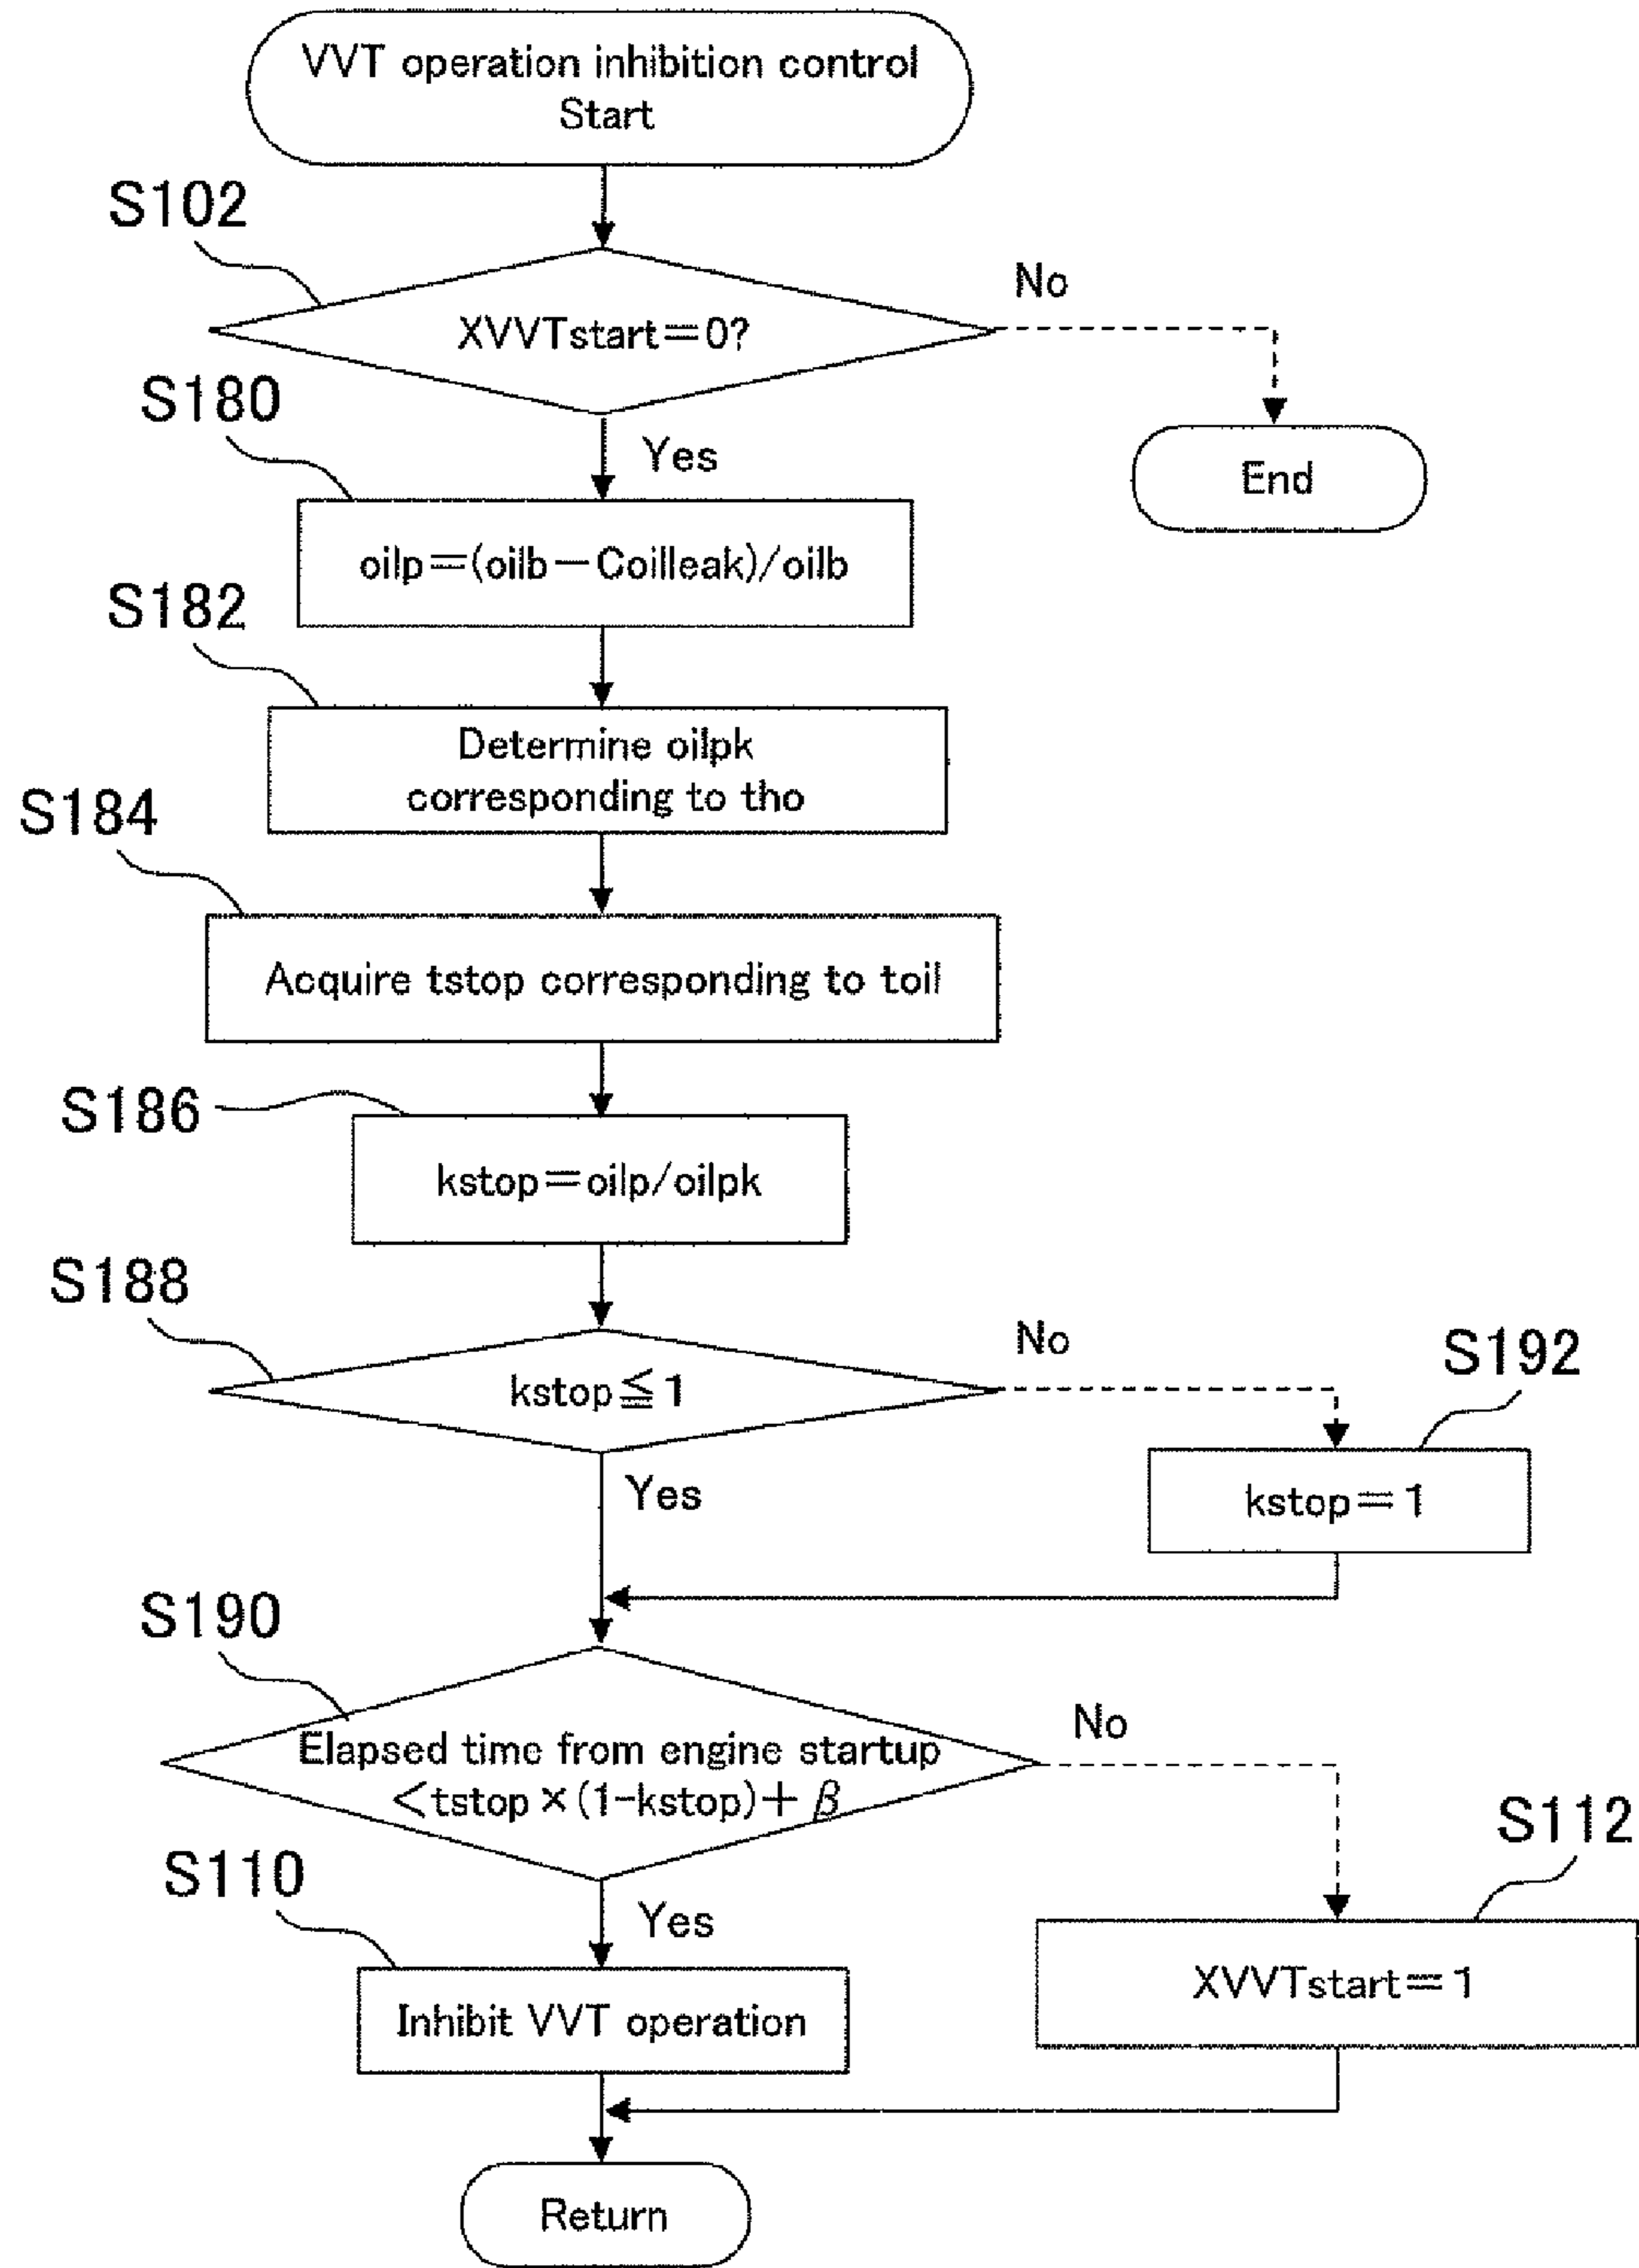 VVT operation inhibition control
Start
S102
XVVTstart=0?
No
End
Yes
S180
oilp=(oilb-Coilleak)/oilb
S182
Determine oilpk
corresponding to tho
S184
Acquire tstop corresponding to toil
S186
kstop=oilp/oilpk
S188
kstop≦1
No
S192
kstop=1
Yes
S190
Elapsed time from engine startup
<tstop×(1-kstop)+β
No
S112
XVVTstart=1
Yes
S110
Inhibit VVT operation
Return